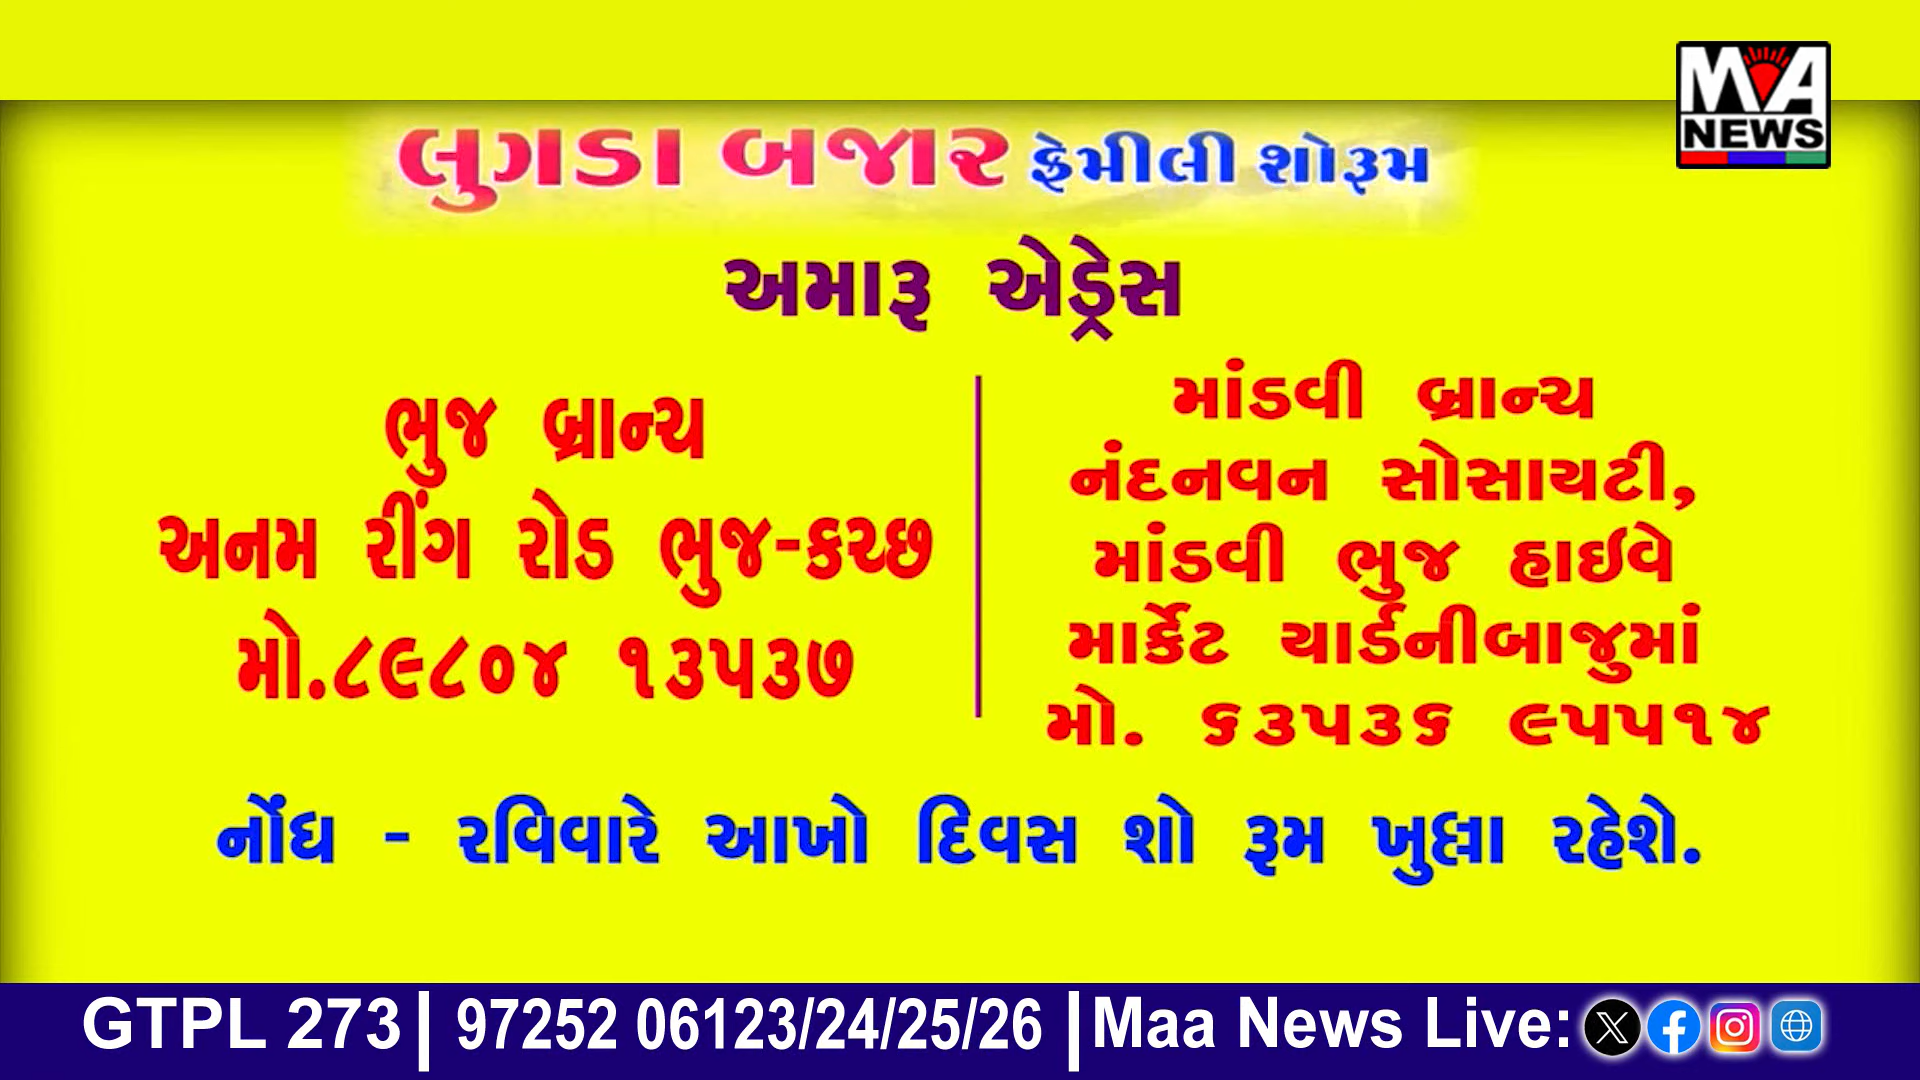 MAA NEWS
લુગડા બજાર ફેમીલી શોરૂમ
અમારૂ એડ્રેસ
ભુજ બ્રાન્ચ
અનમ રીંગ રોડ ભુજ-કચ્છ
મો.૮૯૮૦૪ ૧૩૫૩૭
માંડવી બ્રાન્ચ
નંદનવન સોસાયટી,
માંડવી ભુજ હાઇવે
માર્કેટ યાર્ડનીબાજુમાં
મો. ૬૩૫૩૬ ૯૫૫૧૪
નોંધ - રવિવારે આખો દિવસ શો રૂમ ખુલ્લા રહેશે.
GTPL 273| 97252 06123/24/25/26 |Maa News Live: